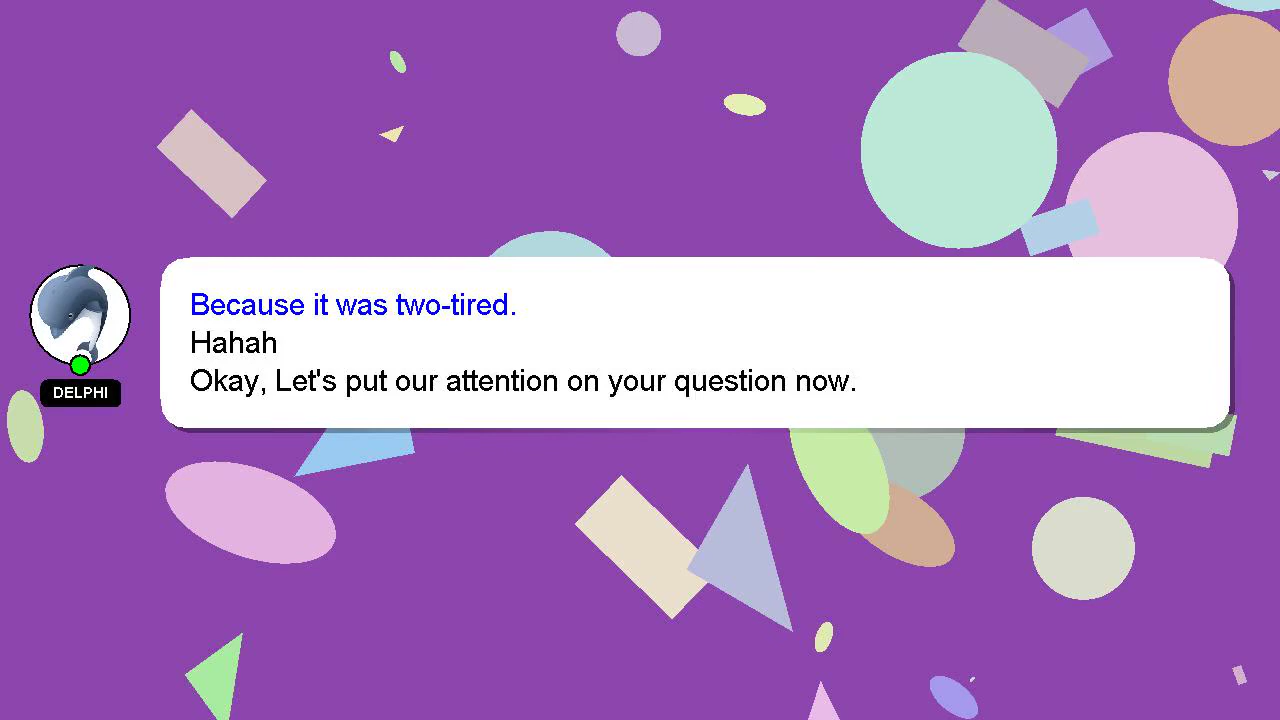 Because it was two-tired.
Hahah
Okay, Let's put our attention on your question now.
DELPHI